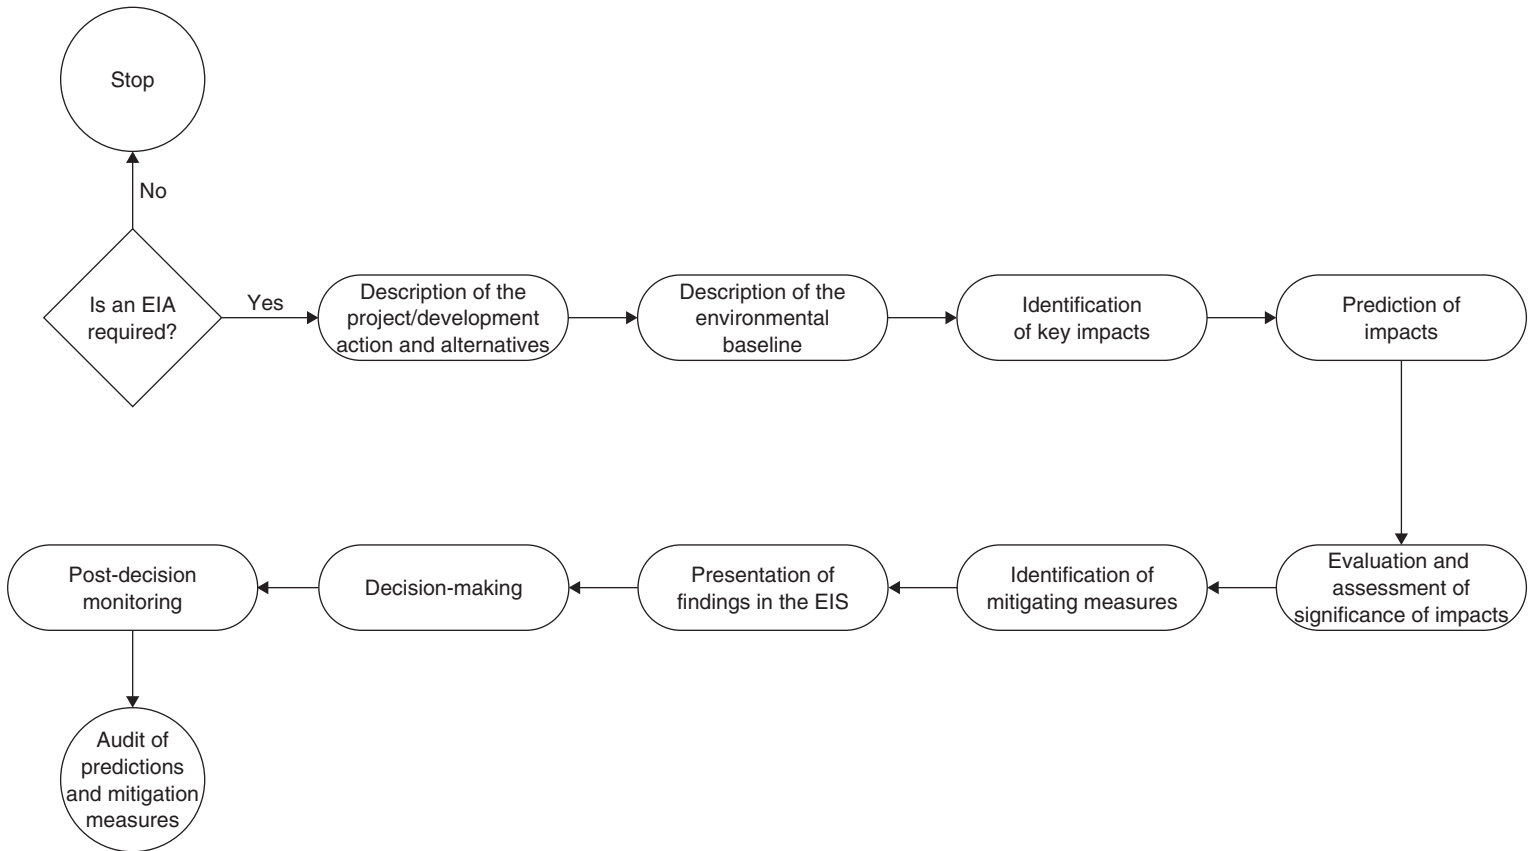 Stop
No
Is an EIA
required?
Yes
Description of the
project/development
action and alternatives
Description of the
environmental
baseline
Identification
of key impacts
Prediction of
impacts
Evaluation and
assessment of
significance of impacts
Identification of
mitigating measures
Presentation of
findings in the EIS
Decision-making
Post-decision
monitoring
Audit of
predictions
and mitigation
measures